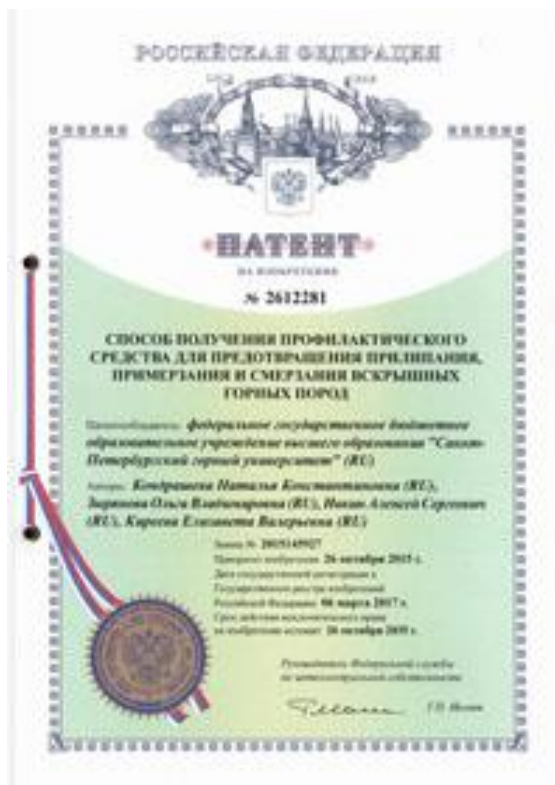 РОССИЙСКАЯ ФЕДЕРАЦИЯ
ПАТЕНТ
НА ИЗОБРЕТЕНИЕ
№ 2612281
СПОСОБ ПОЛУЧЕНИЯ ПРОФИЛАКТИЧЕСКОГО
СРЕДСТВА ДЛЯ ПРЕДОТВРАЩЕНИЯ ПРИЛИПАНИЯ,
ПРИМЕРЗАНИЯ И СМЕРЗАНИЯ ВСКРЫШНЫХ
ГОРНЫХ ПОРОД
Патентообладатель: федеральное государственное бюджетное
образовательное учреждение высшего образования "Санкт-
Петербургский горный университет" (RU)
Авторы: Кондрашева Наталья Константиновна (RU),
Зырянова Ольга Владимировна (RU), Алексей Сергеевич
(RU), Киреева Елизавета Валерьевна (RU)
Заявка № 2015145927
Приоритет изобретения 26 октября 2015 г.
Дата государственной регистрации в
Государственном реестре изобретений
Российской Федерации 06 марта 2017 г.
Срок действия исключительного права
на изобретение истекает 26 октября 2035 г.
Руководитель Федеральной службы
по интеллектуальной собственности
Г.П. Ивлиев